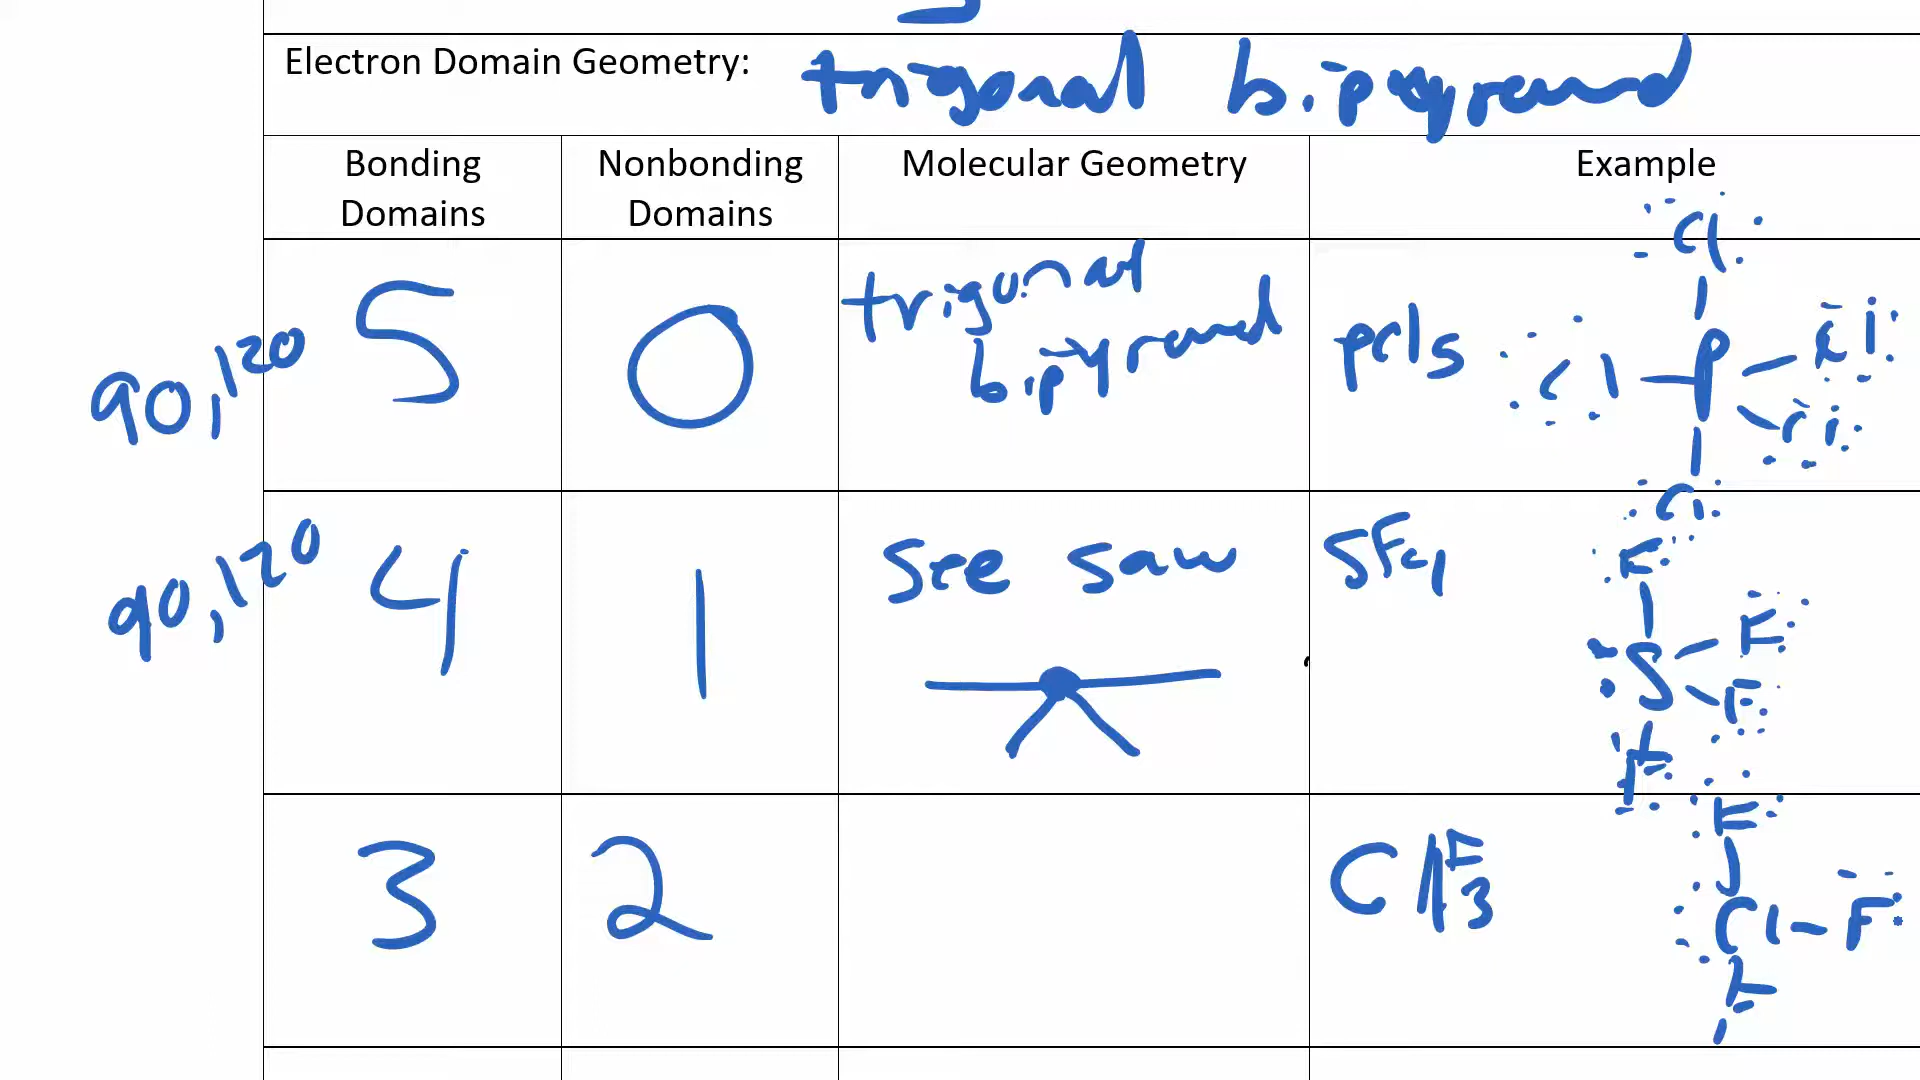 Electron Domain Geometry: trigonal bipyramid
Bonding Domains
Nonbonding Domains
Molecular Geometry
Example
90, 120
5
0
trigonal
bipyramid
PCl5
Cl
Cl - P - Cl
Cl
Cl
90, 120
4
1
See saw
SF4
F
S - F
F
F
3
2
ClF3
F
Cl - F
F